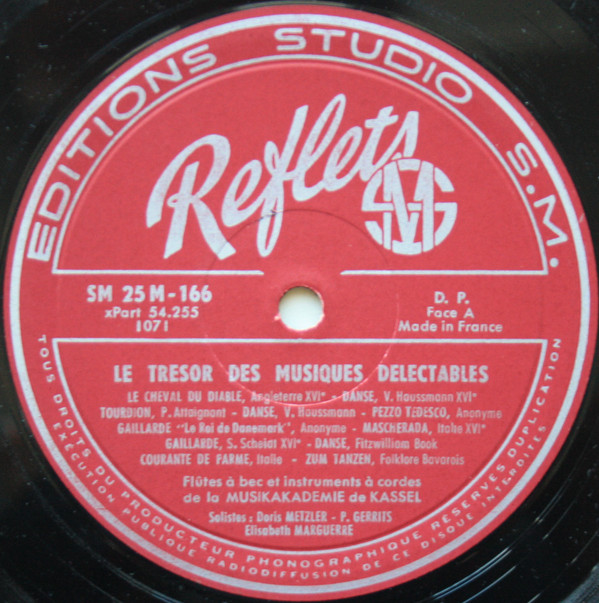 EDITIONS STUDIO S.M.
Reflets
SM
SM 25 M-166
xPart 54.255
1071
D. P.
Face A
Made in France
LE TRESOR DES MUSIQUES DELECTABLES
LE CHEVAL DU DIABLE, Angleterre XVIᵉ - DANSE, V. Haussmann XVIᵉ
TOURDION, P. Attaignant - DANSE, V. Haussmann - PEZZO TEDESCO, Anonyme
GAILLARDE "Le Roi de Danemark", Anonyme - MASCHERADA, Italie XVIᵉ
GAILLARDE, S. Scheidt XVIᵉ - DANSE, Fitzwilliam Book
COURANTE DE PARME, Italie - ZUM TANZEN, Folklore Bavarois
Flûtes à bec et instruments à cordes
de la MUSIKAKADEMIE de KASSEL
Solistes : Doris METZLER - P. GERRITS
Elisabeth MARGUERRE
TOUS DROITS DU PRODUCTEUR PHONOGRAPHIQUE RÉSERVÉS DUPLICATION
EXÉCUTION PUBLIQUE RADIODIFFUSION DE CE DISQUE INTERDITES